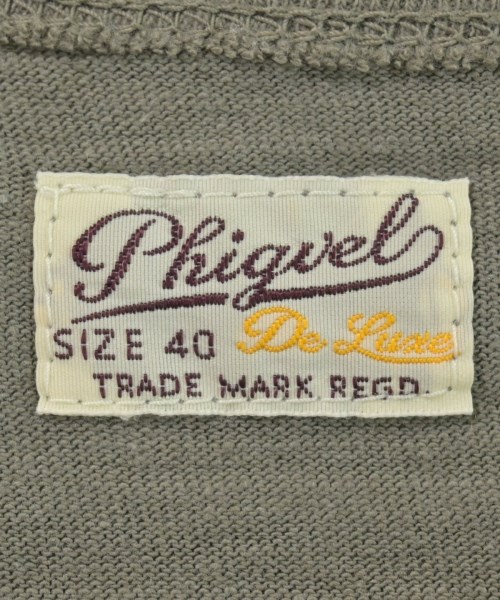 Phigvel
SIZE 40 De Luxe
TRADE MARK REGD.